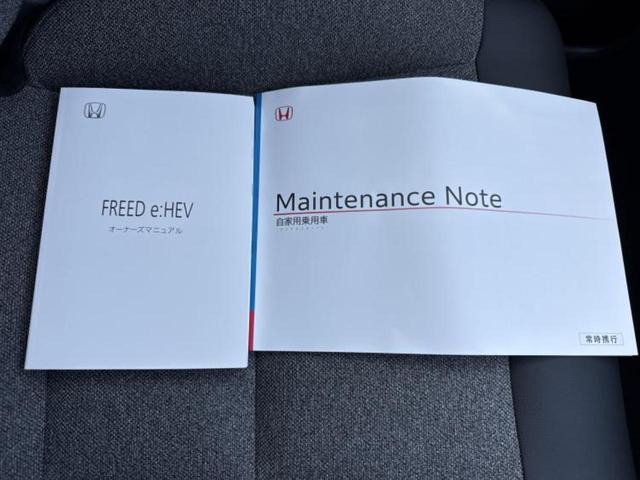 FREED e:HEV
オーナーズマニュアル
Maintenance Note
自家用乗用車
常時携行